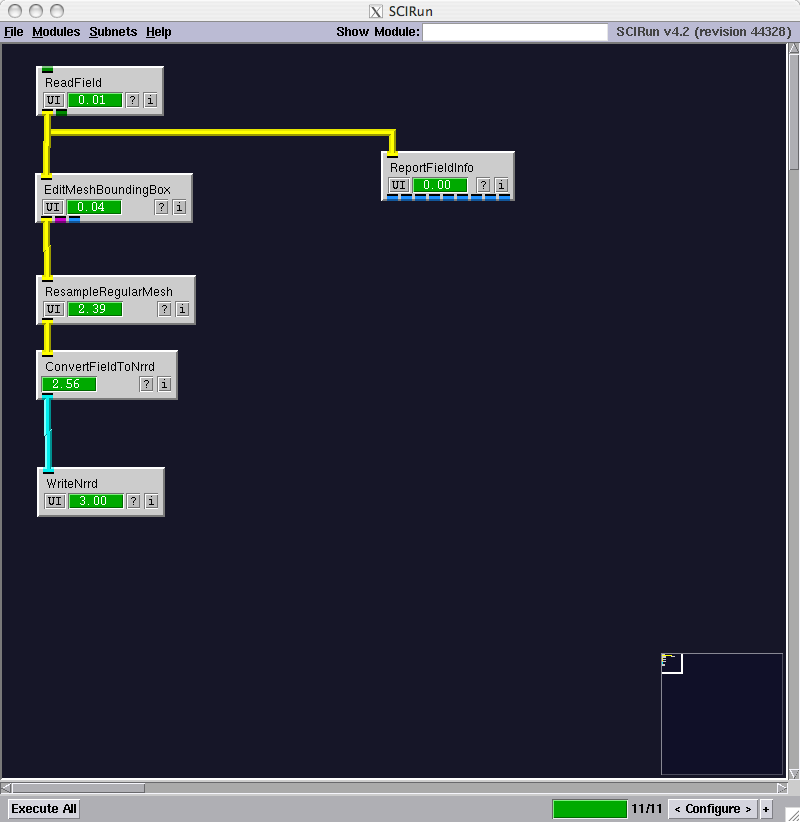 X SCIRun
File Modules Subnets Help Show Module: SCIRun v4.2 (revision 44328)
ReadField
UI 0.01 ? i
ReportFieldInfo
UI 0.00 ? i
EditMeshBoundingBox
UI 0.04 ? i
ResampleRegularMesh
UI 2.39 ? i
ConvertFieldToNrrd
2.56 ? i
WriteNrrd
UI 3.00 ? i
Execute All 11/11 < Configure > +